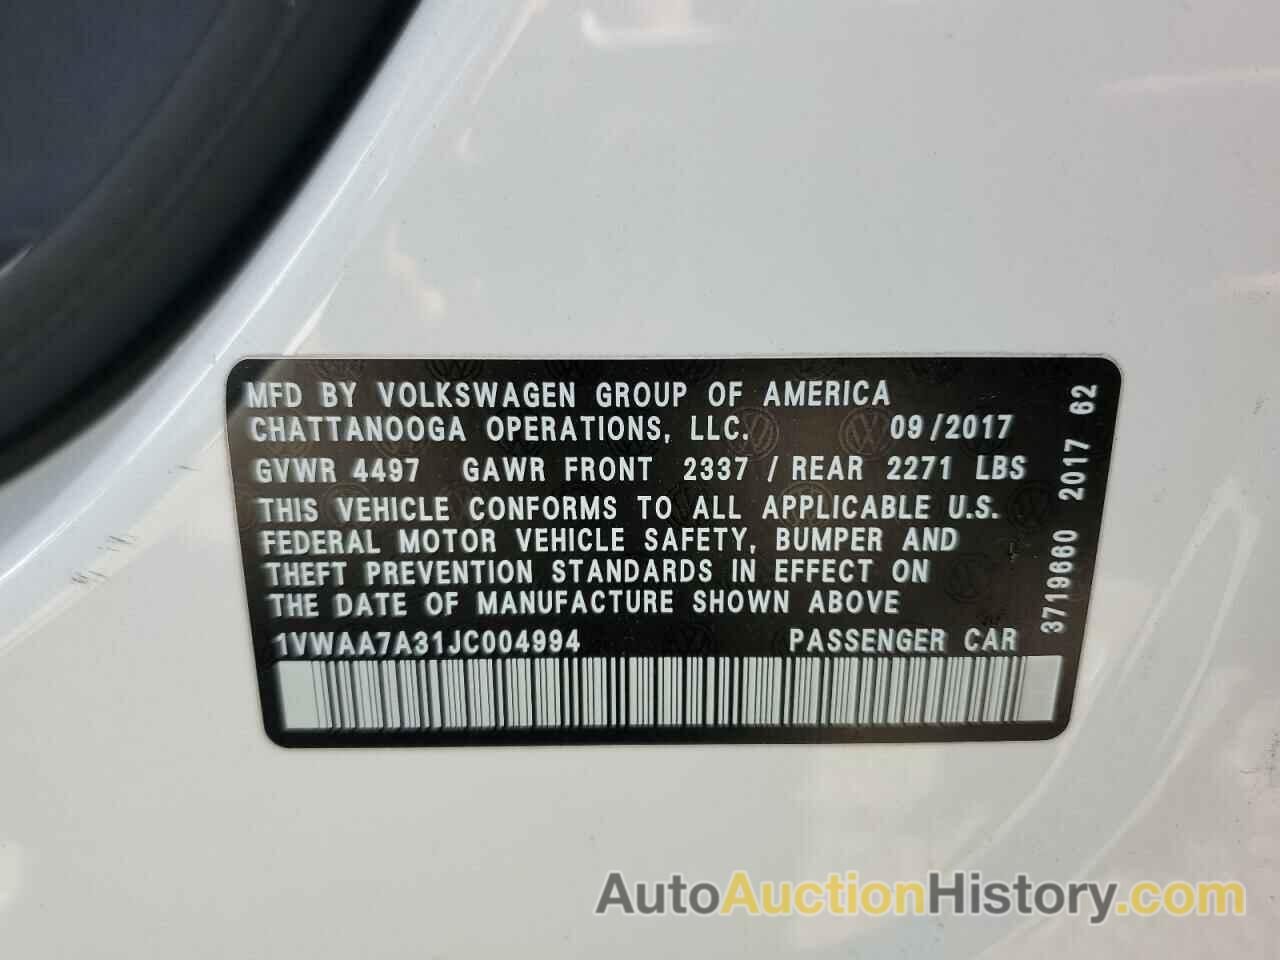 MFD BY VOLKSWAGEN GROUP OF AMERICA
CHATTANOOGA OPERATIONS, LLC. 09/2017
GVWR 4497 GAWR FRONT 2337 / REAR 2271 LBS
THIS VEHICLE CONFORMS TO ALL APPLICABLE U.S.
FEDERAL MOTOR VEHICLE SAFETY, BUMPER AND
THEFT PREVENTION STANDARDS IN EFFECT ON
THE DATE OF MANUFACTURE SHOWN ABOVE
1VWAA7A31JC004994 PASSENGER CAR
3719660 2017 62
AutoAuctionHistory.com